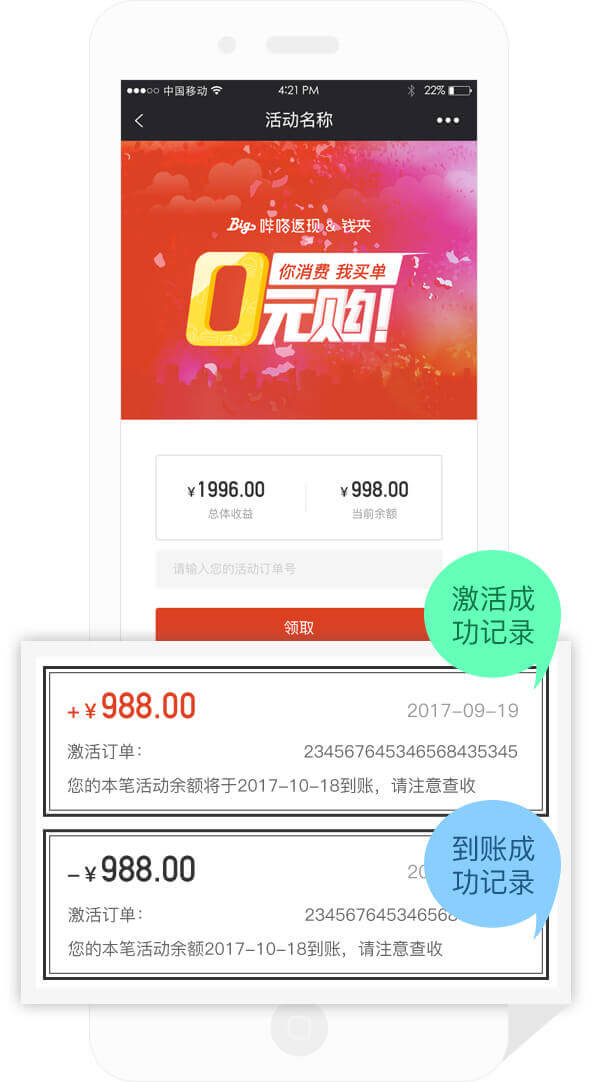 中国移动 4:21 PM 22%
活动名称
Big 哔嗒返现 & 钱夹
你消费 我买单
0元购!
¥1996.00 ¥998.00
总体收益 当前余额
请输入您的活动订单号
领取
激活成
功记录
+¥988.00 2017-09-19
激活订单: 234567645346568435345
您的本笔活动余额将于2017-10-18到账，请注意查收
到账成
功记录
-¥988.00 20
激活订单: 234567645346568
您的本笔活动余额2017-10-18到账，请注意查收